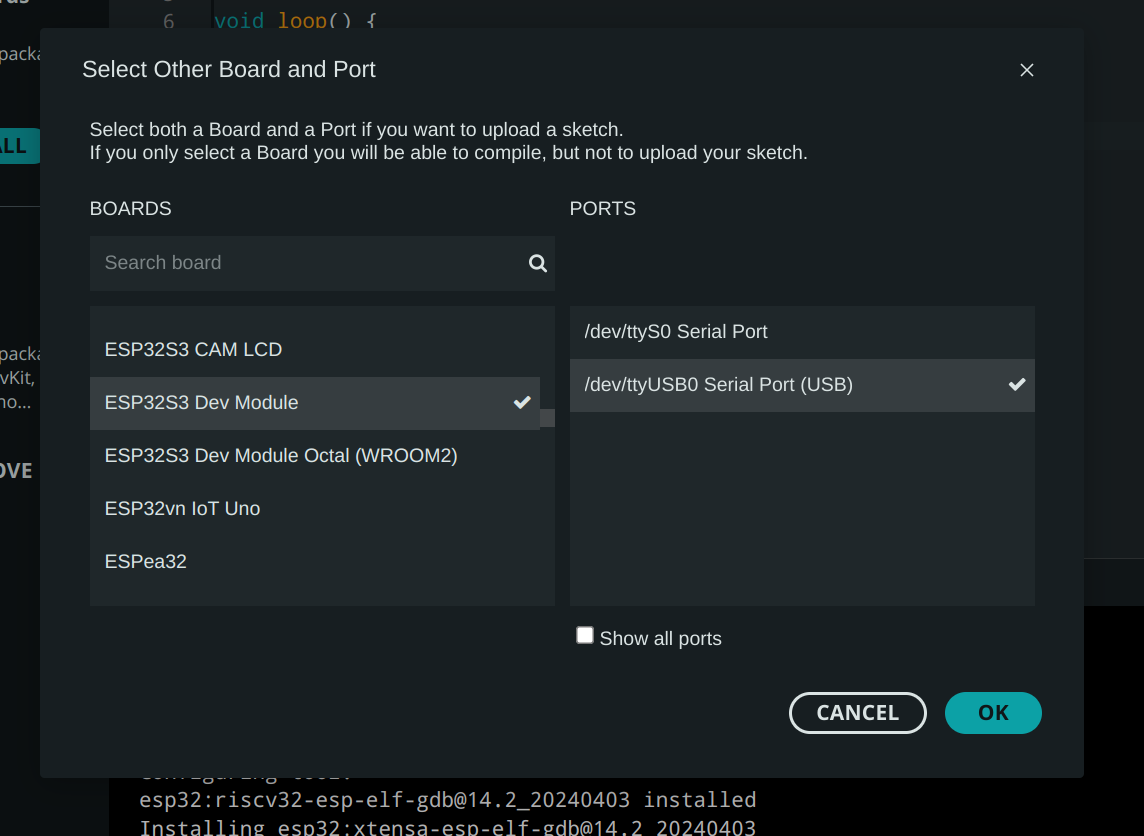 6 void loop() {
packa
Select Other Board and Port
ALL
Select both a Board and a Port if you want to upload a sketch.
If you only select a Board you will be able to compile, but not to upload your sketch.
BOARDS
PORTS
Search board
/dev/ttyS0 Serial Port
ESP32S3 CAM LCD
packa
vKit,
/dev/ttyUSB0 Serial Port (USB)
ESP32S3 Dev Module
no...
ESP32S3 Dev Module Octal (WROOM2)
OVE
ESP32vn IoT Uno
ESPea32
Show all ports
CANCEL
OK
esp32:riscv32-esp-elf-gdb@14.2_20240403 installed
Installing esp32:xtensa-esp-elf-gdb@14.2_20240403